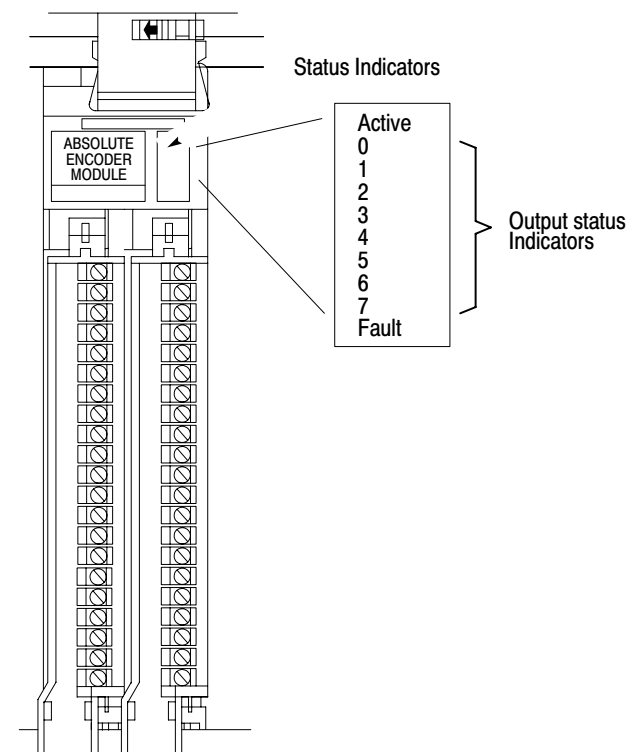 Status Indicators
ABSOLUTE
ENCODER
MODULE
Active
0
1
2
3
4
5
6
7
Fault
Output status
Indicators